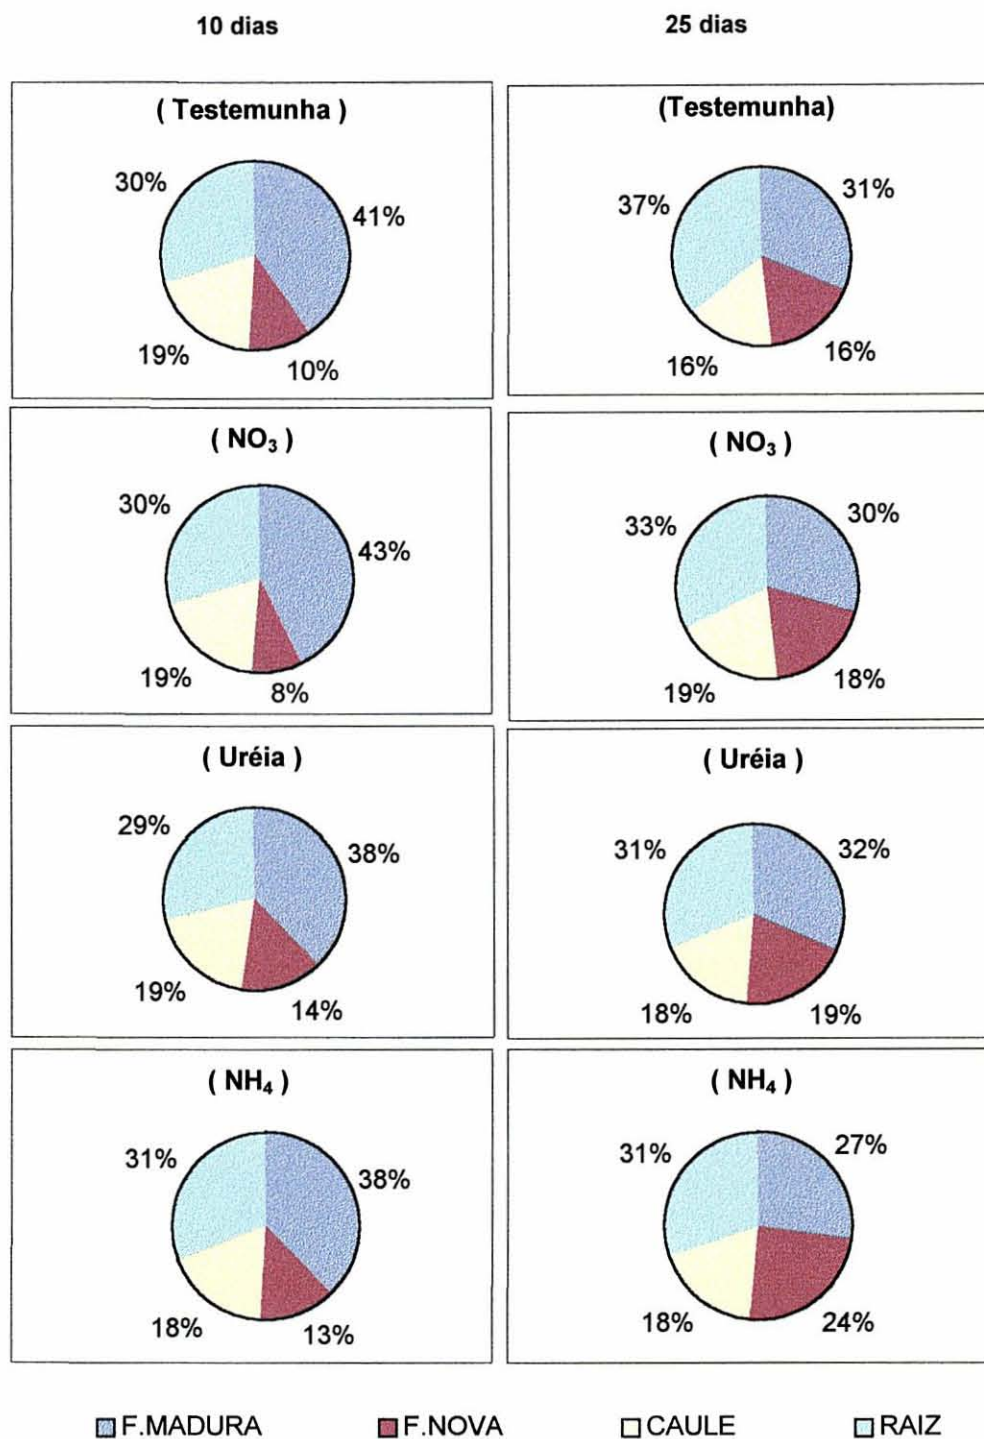 10 dias 25 dias
( Testemunha )
30% 41%
19% 10%
(Testemunha)
37% 31%
16% 16%
( NO₃ )
30% 43%
19% 8%
( NO₃ )
33% 30%
19% 18%
( Uréia )
29% 38%
19% 14%
( Uréia )
31% 32%
18% 19%
( NH₄ )
31% 38%
18% 13%
( NH₄ )
31% 27%
18% 24%
F.MADURA F.NOVA CAULE RAIZ